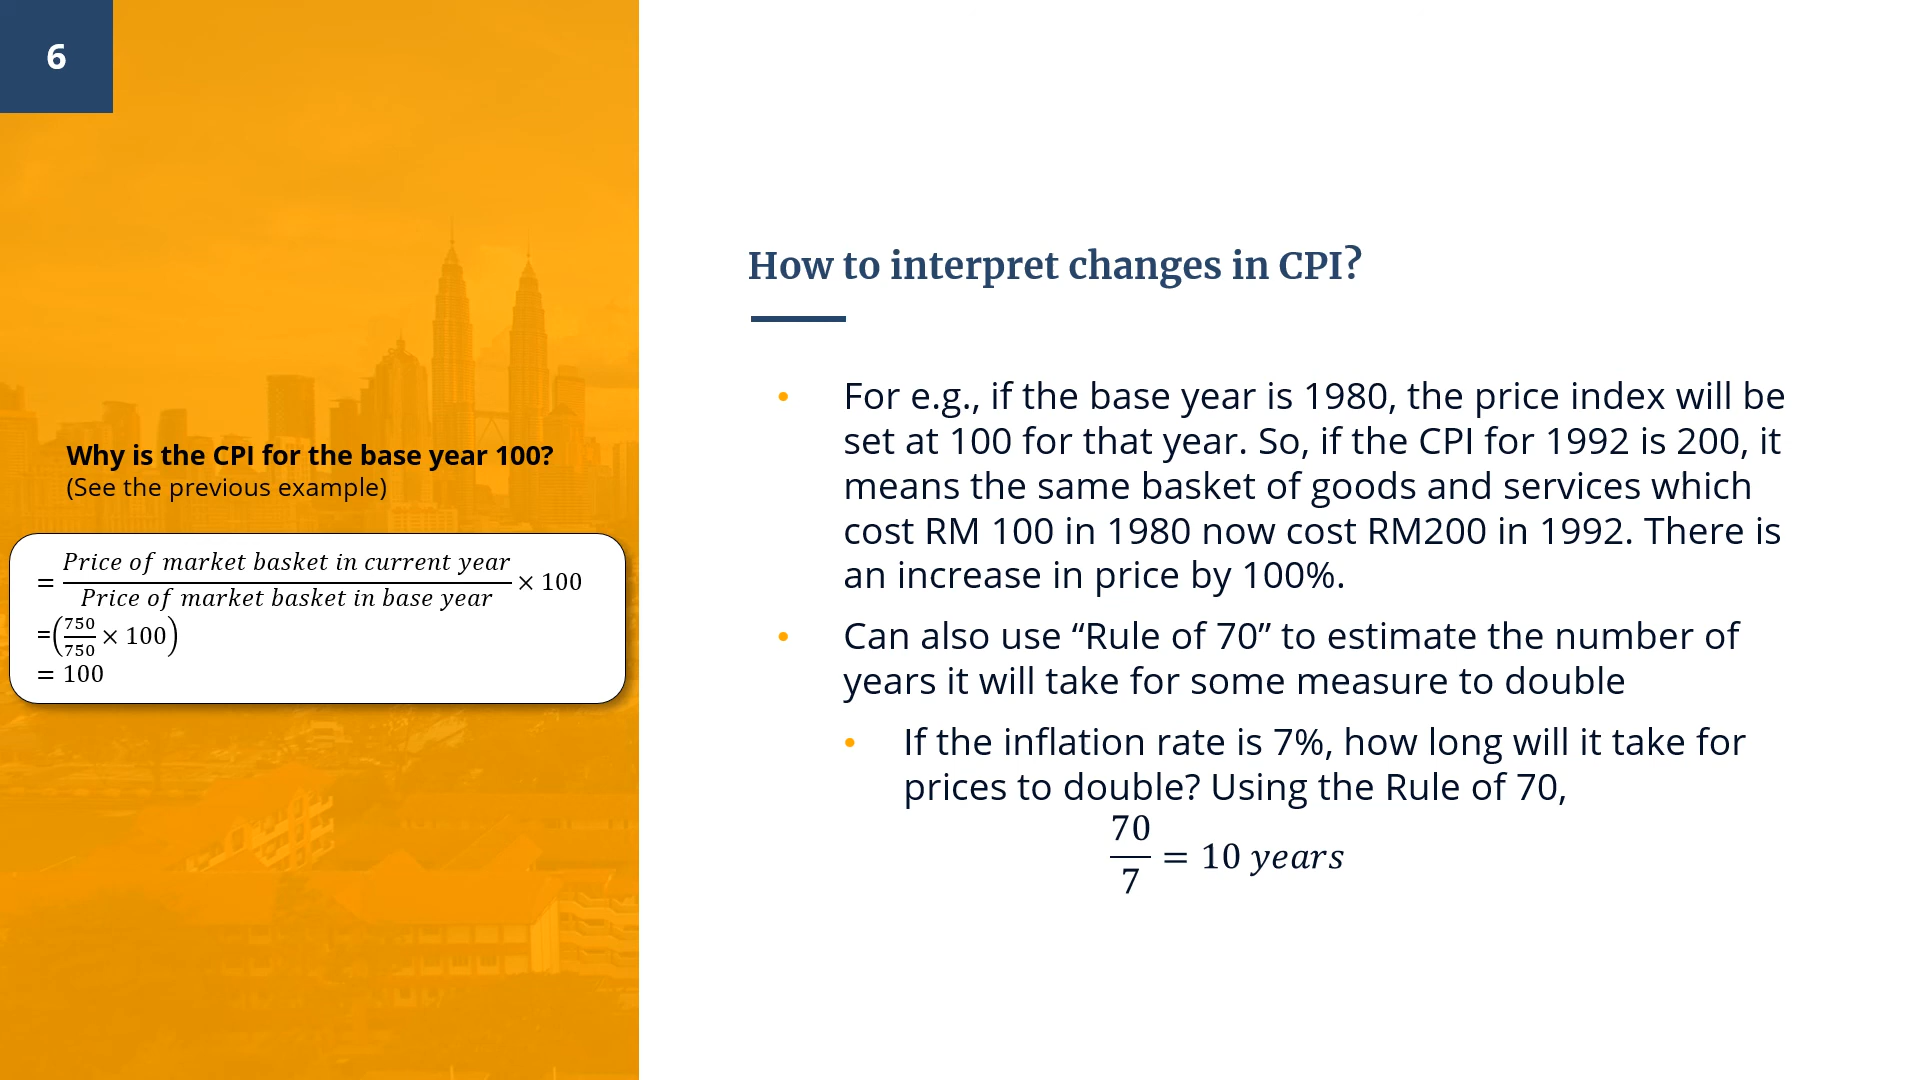 6
Why is the CPI for the base year 100?
(See the previous example)
= Price of market basket in current year / Price of market basket in base year × 100
=(750/750 × 100)
= 100
How to interpret changes in CPI?
• For e.g., if the base year is 1980, the price index will be
set at 100 for that year. So, if the CPI for 1992 is 200, it
means the same basket of goods and services which
cost RM 100 in 1980 now cost RM200 in 1992. There is
an increase in price by 100%.
• Can also use “Rule of 70” to estimate the number of
years it will take for some measure to double
• If the inflation rate is 7%, how long will it take for
prices to double? Using the Rule of 70,
70/7 = 10 years